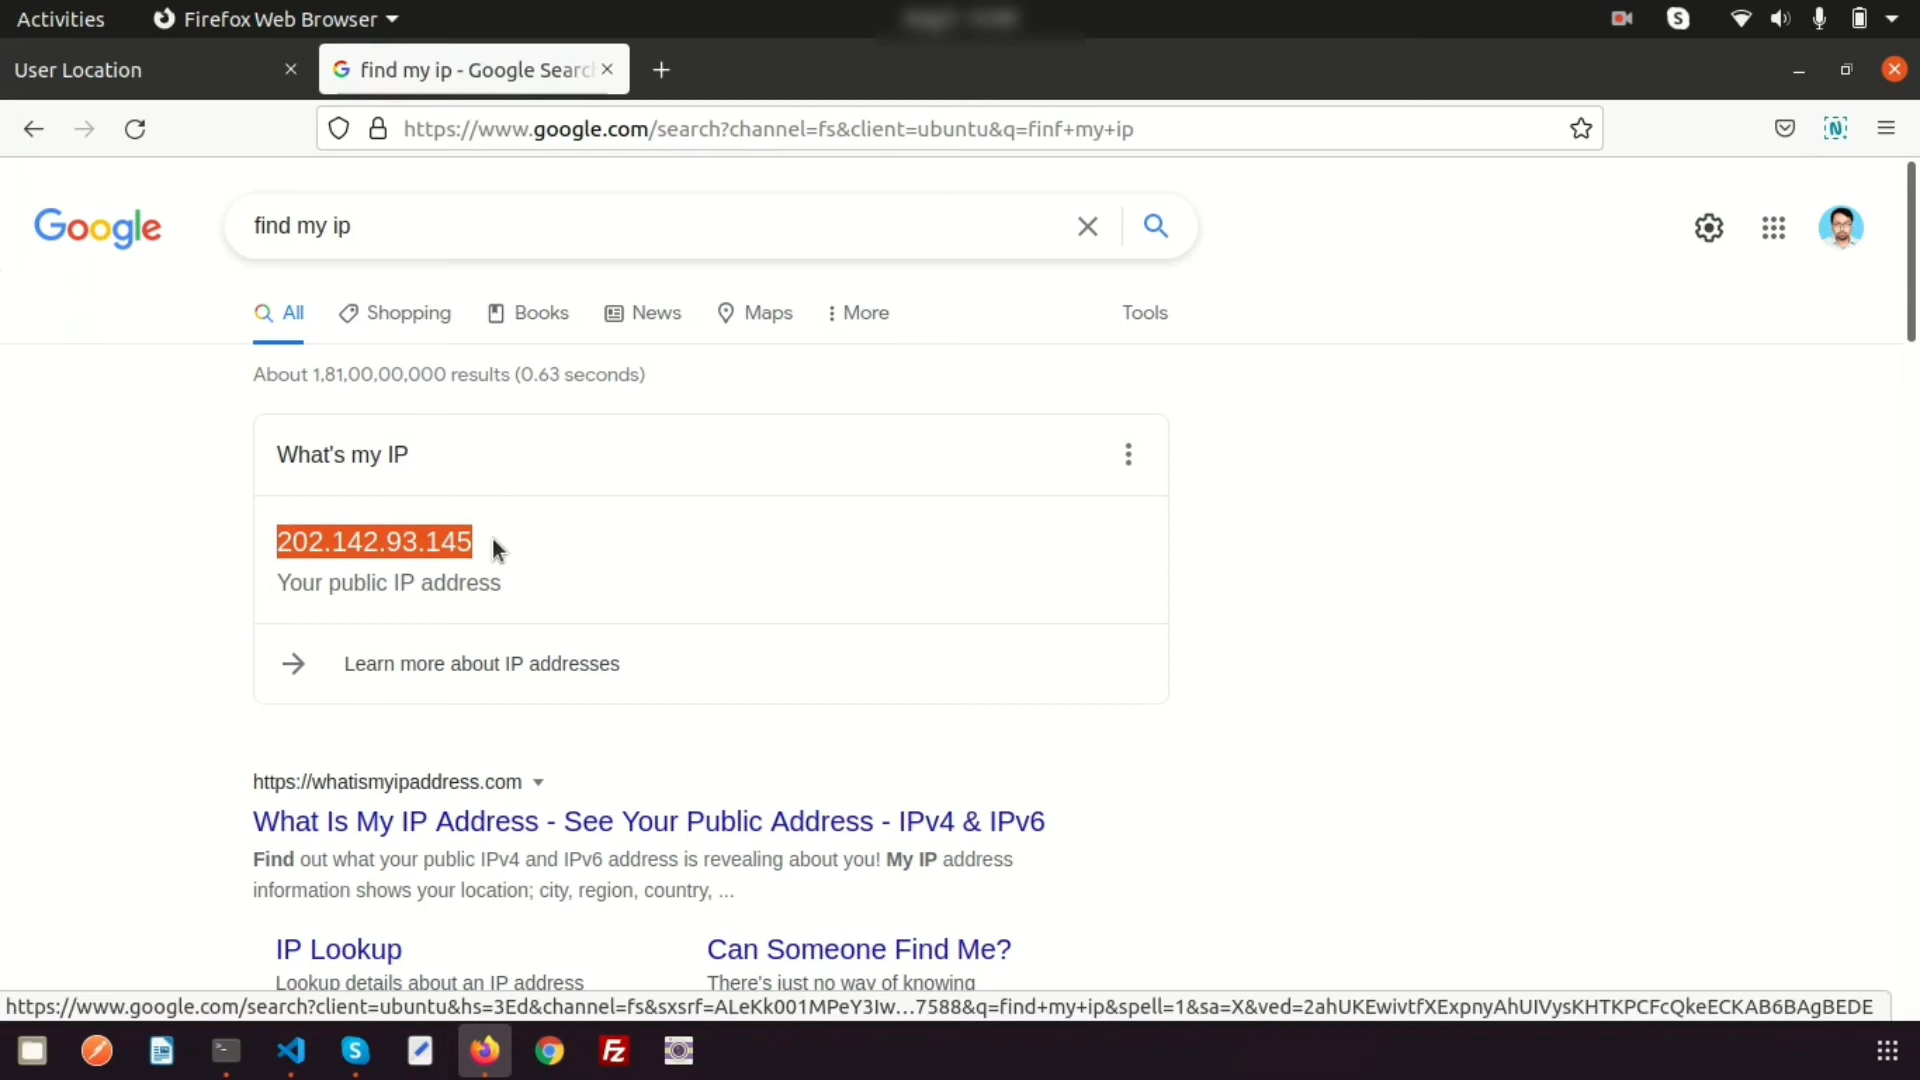 Activities
Firefox Web Browser
User Location
find my ip - Google Searc
https://www.google.com/search?channel=fs&client=ubuntu&q=finf+my+ip
Google
find my ip
All
Shopping
Books
News
Maps
More
Tools
About 1,81,00,00,000 results (0.63 seconds)
What's my IP
202.142.93.145
Your public IP address
Learn more about IP addresses
https://whatismyipaddress.com
What Is My IP Address - See Your Public Address - IPv4 & IPv6
Find out what your public IPv4 and IPv6 address is revealing about you! My IP address
information shows your location; city, region, country, ...
IP Lookup
Can Someone Find Me?
Lookup details about an IP address
There's just no way of knowing
https://www.google.com/search?client=ubuntu&hs=3Ed&channel=fs&sxsrf=ALeKk001MPeY3Iw...7588&q=find+my+ip&spell=1&sa=X&ved=2ahUKEwivtfXExpnyAhUIVysKHTKPCFcQkeECKAB6BAgBEDE